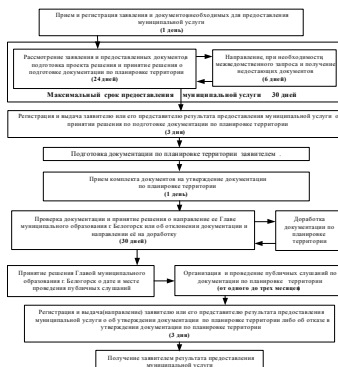 Прием и регистрация заявления и документовнеобходимых для предоставления
муниципальной услуги
(1 день)
Рассмотрение заявления и предоставленных документов
подготовка проекта решения и принятие решения о
подготовке документации по планировке территории
(24 дней)
Направление, при необходимости,
межведомственного запроса и получение
недостающих документов
(6 дней)
Максимальный срок предоставления муниципальной услуги 30 дней
Регистрация и выдача заявителю или его представителю результата предоставления муниципальной услуги о
принятии решения по подготовке документации по планировке территории
(3 дня)
Подготовка документации по планировке территории заявителем .
Прием комплекта документов на утверждение документации
по планировке территории
(1 день)
Проверка документации и принятие решения о направление ее Главе
муниципального образования г Белогорск или об отклонении документации и
направлении её на доработку
(30 дней)
Доработка
документации по
планировке
территории
Принятие решения Главой муниципального
образования г. Белогорск о дате и месте
проведения публичных слушаний
Организация и проведение публичных слушаний по
документации по планировке территории
(от одного до трех месяцев)
Регистрация и выдача(направление) заявителю или его представителю результата предоставления
муниципальной услуги о об утверждении документации по планировке территории либо об отказе в
утверждении документации по планировке территории
(3 дня)
Получение заявителем результата предоставления
муниципальной услуги